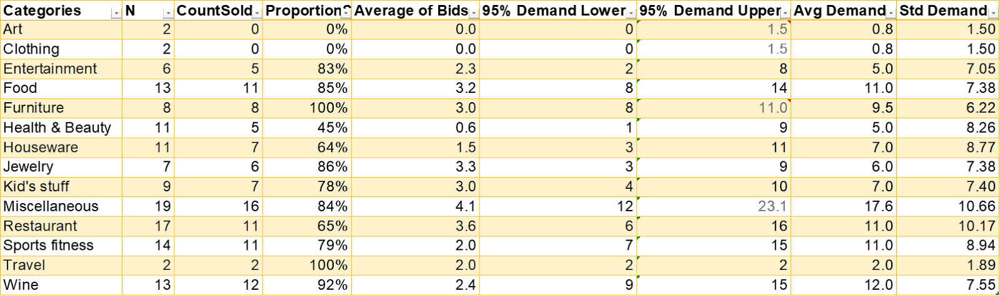 Categories N CountSold ProportionS Average of Bids 95% Demand Lower 95% Demand Upper Avg Demand Std Demand
Art 2 0 0% 0.0 0 1.5 0.8 1.50
Clothing 2 0 0% 0.0 0 1.5 0.8 1.50
Entertainment 6 5 83% 2.3 2 8 5.0 7.05
Food 13 11 85% 3.2 8 14 11.0 7.38
Furniture 8 8 100% 3.0 8 11.0 9.5 6.22
Health & Beauty 11 5 45% 0.6 1 9 5.0 8.26
Houseware 11 7 64% 1.5 3 11 7.0 8.77
Jewelry 7 6 86% 3.3 3 9 6.0 7.38
Kid's stuff 9 7 78% 3.0 4 10 7.0 7.40
Miscellaneous 19 16 84% 4.1 12 23.1 17.6 10.66
Restaurant 17 11 65% 3.6 6 16 11.0 10.17
Sports fitness 14 11 79% 2.0 7 15 11.0 8.94
Travel 2 2 100% 2.0 2 2 2.0 1.89
Wine 13 12 92% 2.4 9 15 12.0 7.55